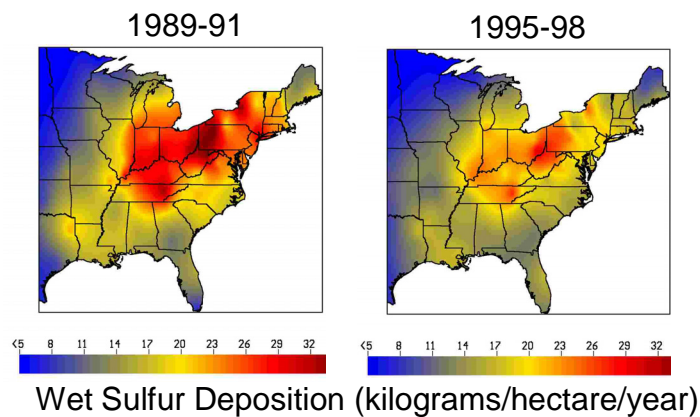 1989-91 1995-98
<5 8 11 14 17 20 23 26 29 32 <5 8 11 14 17 20 23 26 29 32
Wet Sulfur Deposition (kilograms/hectare/year)